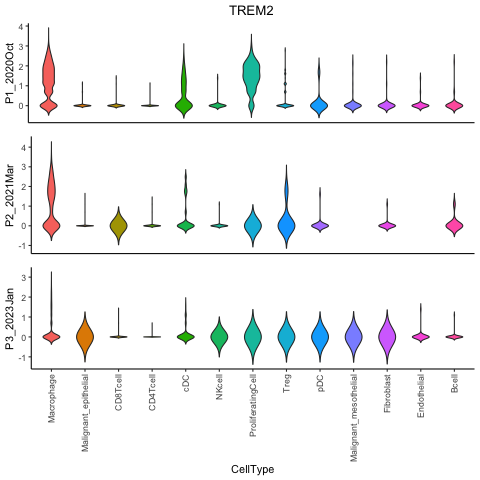 TREM2
P1_2020Oct
4
3
2
1
0
P2_2021Mar
4
3
2
1
0
-1
P3_2023Jan
3
2
1
0
-1
Macrophage
Malignant_epithelial
CD8Tcell
CD4Tcell
cDC
NKcell
ProliferatingCell
Treg
pDC
Malignant_mesothelial
Fibroblast
Endothelial
Bcell
CellType